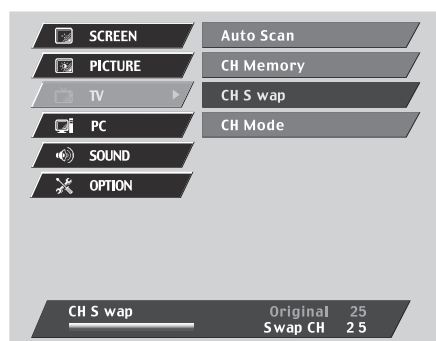 SCREEN
PICTURE
TV
PC
SOUND
OPTION
Auto Scan
CH Memory
CH S wap
CH Mode
CH S wap
Original 25
Swap CH 2 5